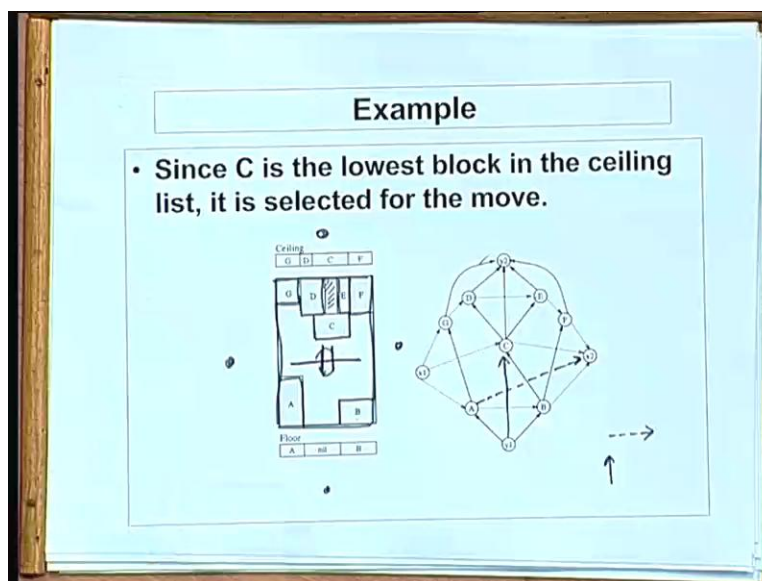 Example
• Since C is the lowest block in the ceiling
list, it is selected for the move.
Ceiling
G D C F
G D E F
C
A
B
Floor
A nil B
D E
G F
C
A B